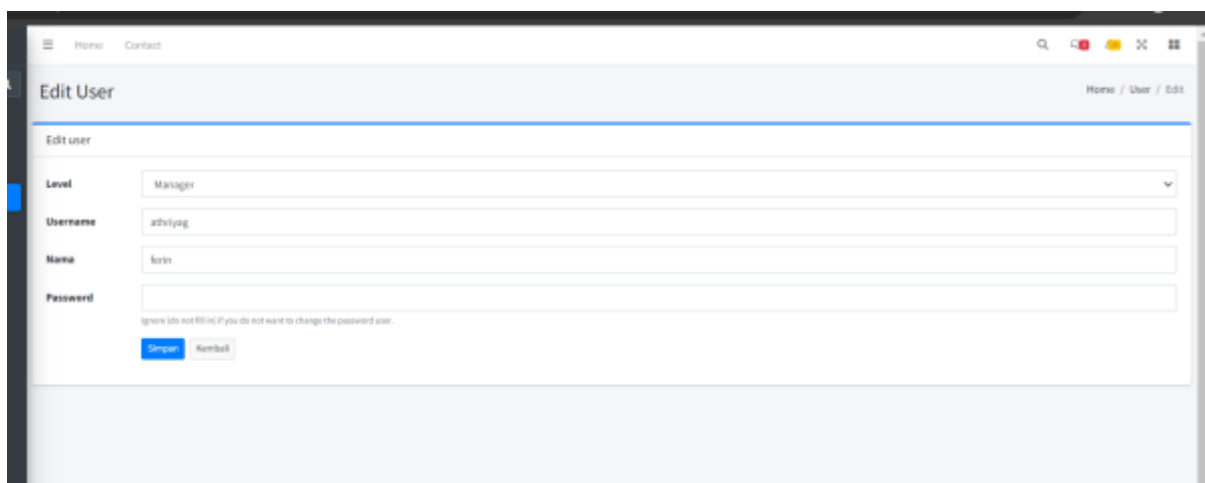 Home Contact
Edit User
Home / User / Edit
Edit user
Level Manager
Username athriyag
Nama ferin
Password
Ignore (do not fill in) if you do not want to change the password user.
Simpan Kembali